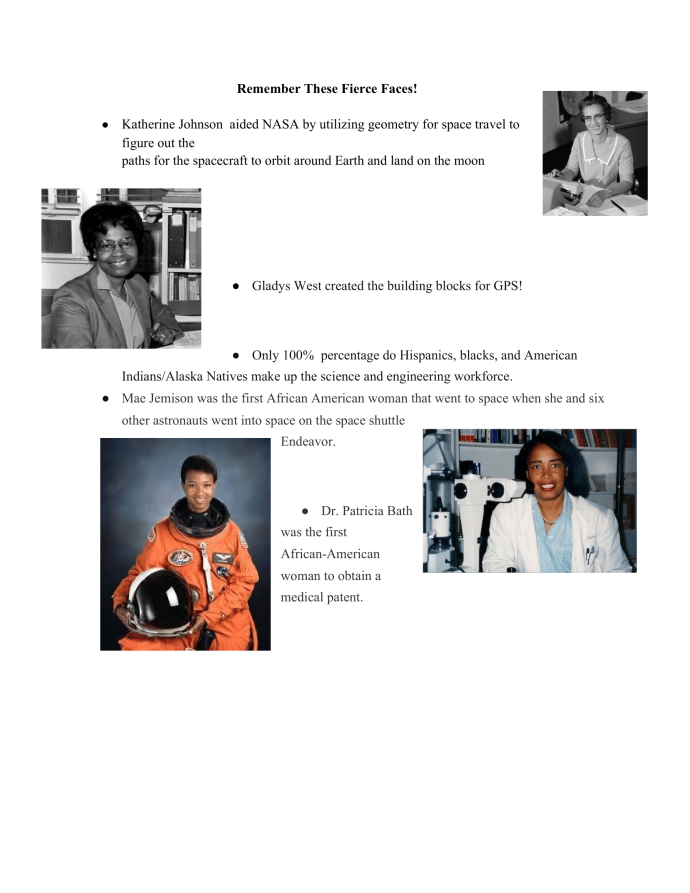 Remember These Fierce Faces!
● Katherine Johnson  aided NASA by utilizing geometry for space travel to
figure out the
paths for the spacecraft to orbit around Earth and land on the moon
● Gladys West created the building blocks for GPS!
● Only 100%  percentage do Hispanics, blacks, and American
Indians/Alaska Natives make up the science and engineering workforce.
● Mae Jemison was the first African American woman that went to space when she and six
other astronauts went into space on the space shuttle
Endeavor.
● Dr. Patricia Bath
was the first
African-American
woman to obtain a
medical patent.